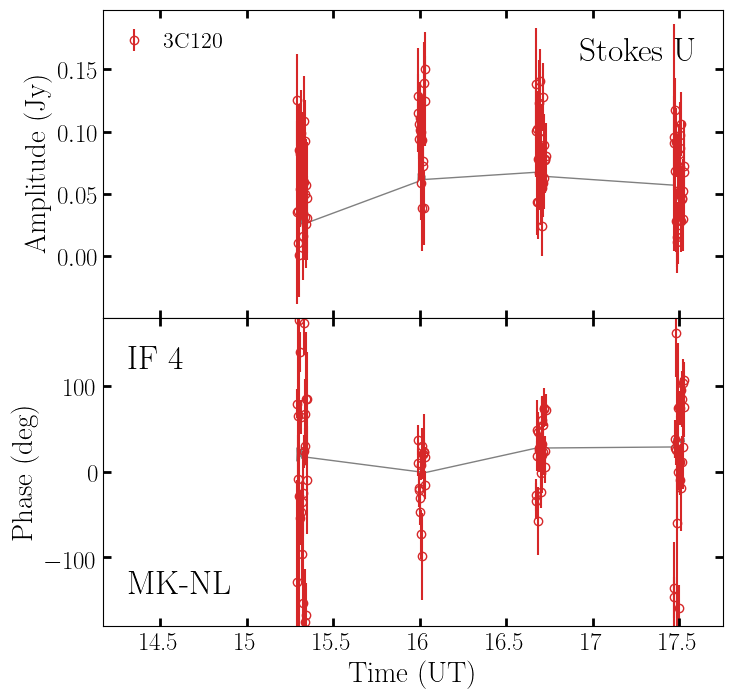 3C120
Stokes U
0.15
0.10
0.05
0.00
Amplitude (Jy)
IF 4
100
0
−100
Phase (deg)
MK-NL
14.5 15 15.5 16 16.5 17 17.5
Time (UT)